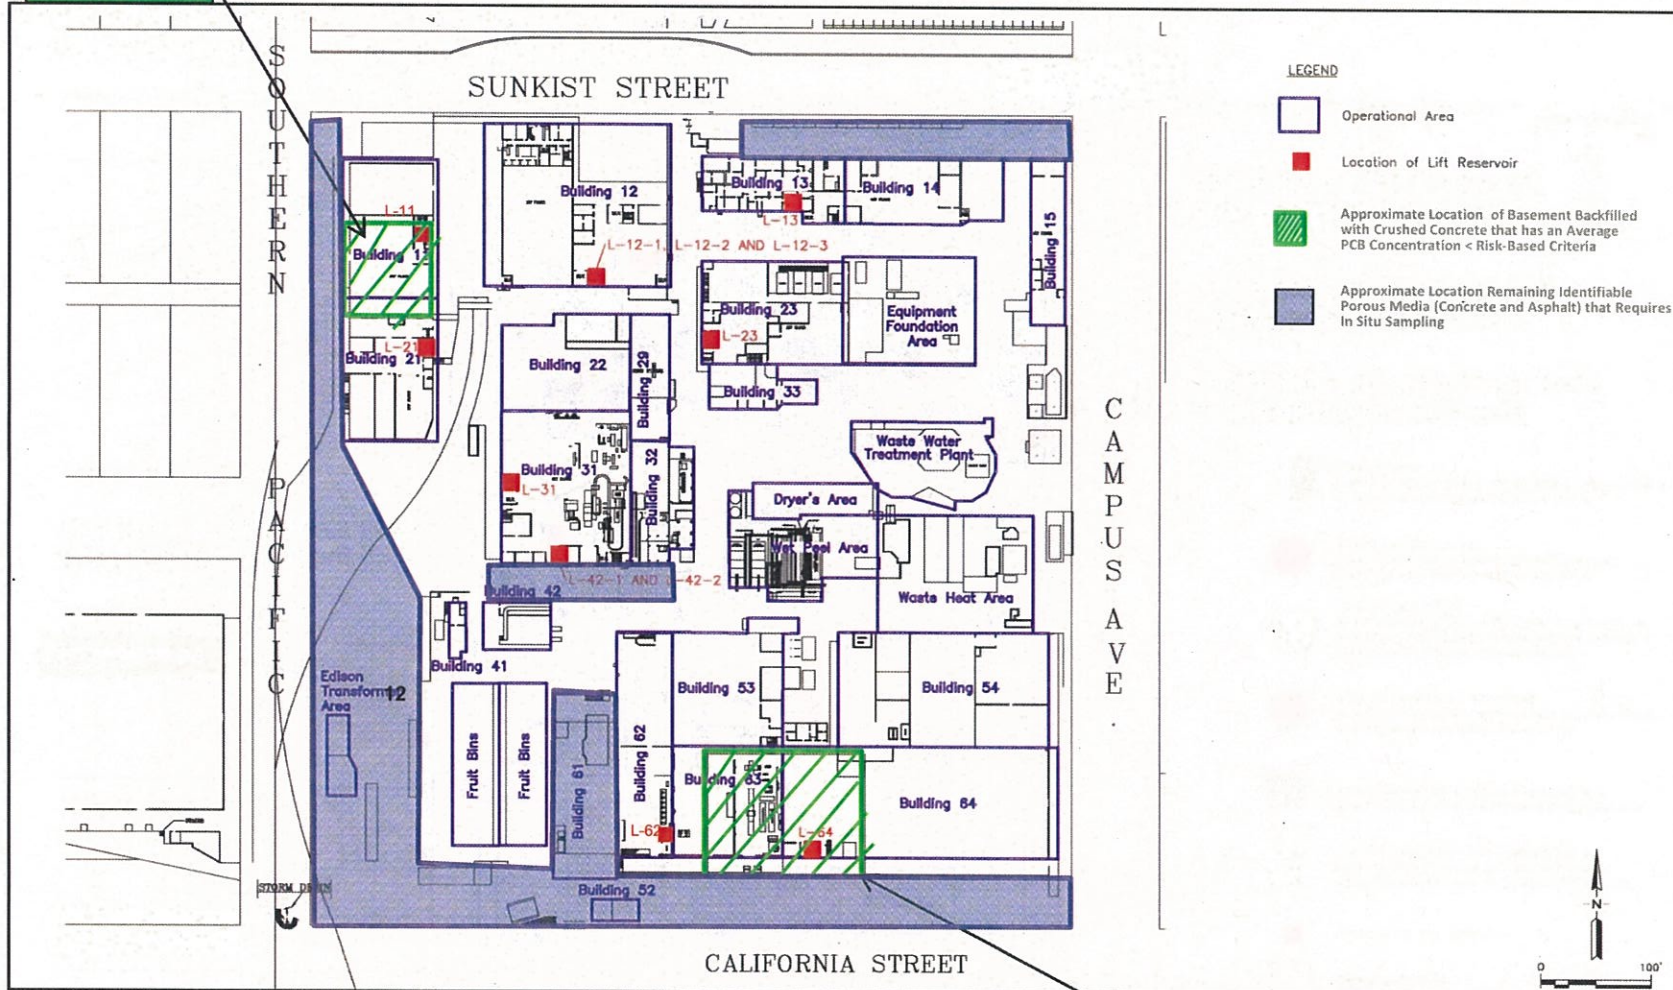 SUNKIST STREET
SOUTHERN PACIFIC
CAMPUS AVE
CALIFORNIA STREET
LEGEND
Operational Area
Location of Lift Reservoir
Approximate Location of Basement Backfilled
with Crushed Concrete that has an Average
PCB Concentration < Risk-Based Criteria
Approximate Location Remaining Identifiable
Porous Media (Concrete and Asphalt) that Requires
In Situ Sampling
L-11
Building 11
L-21
Building 21
Building 12
L-12-1, L-12-2 AND L-12-3
Building 13
L-13
Building 14
Building 15
Building 23
L-23
Equipment
Foundation
Area
Building 22
Building 29
Building 33
Building 31
L-31
Building 32
Waste Water
Treatment Plant
Dryer's Area
Wet Peel Area
Waste Heat Area
L-42-1 AND L-42-2
Building 42
Building 41
Edison
Transformer
Area
12
Fruit Bins
Fruit Bins
Building 61
Building 62
L-62
Building 53
Building 54
Building 63
L-64
Building 64
Building 52
STORM DRAIN
N
0
100'